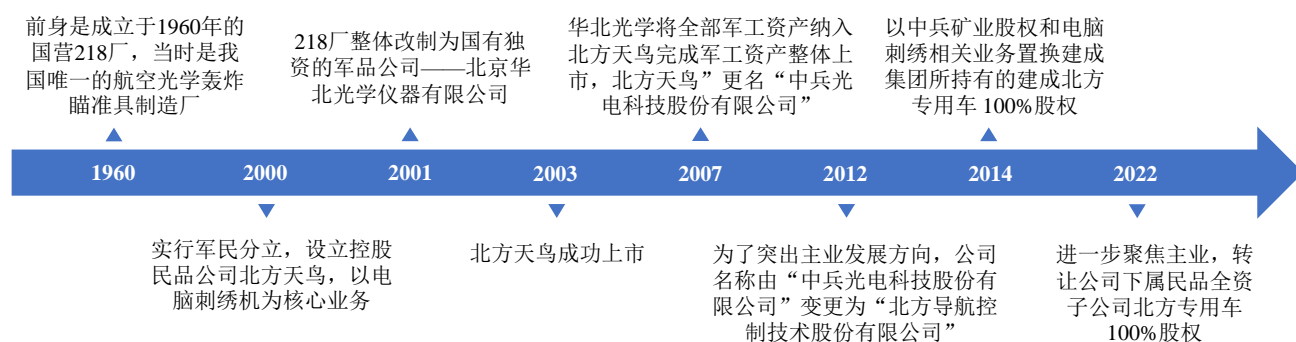 前身是成立于1960年的
国营218厂，当时是我
国唯一的航空光学轰炸
瞄准具制造厂
218厂整体改制为国有独
资的军品公司——北京华
北光学仪器有限公司
华北光学将全部军工资产纳入
北方天鸟完成军工资产整体上
市，北方天鸟”更名“中兵光
电科技股份有限公司”
以中兵矿业股权和电脑
刺绣相关业务置换建成
集团所持有的建成北方
专用车 100%股权
1960 2000 2001 2003 2007 2012 2014 2022
实行军民分立，设立控股
民品公司北方天鸟，以电
脑刺绣机为核心业务
北方天鸟成功上市
为了突出主业发展方向，公司
名称由“中兵光电科技股份有
限公司”变更为“北方导航控
制技术股份有限公司”
进一步聚焦主业，转
让公司下属民品全资
子公司北方专用车
100%股权